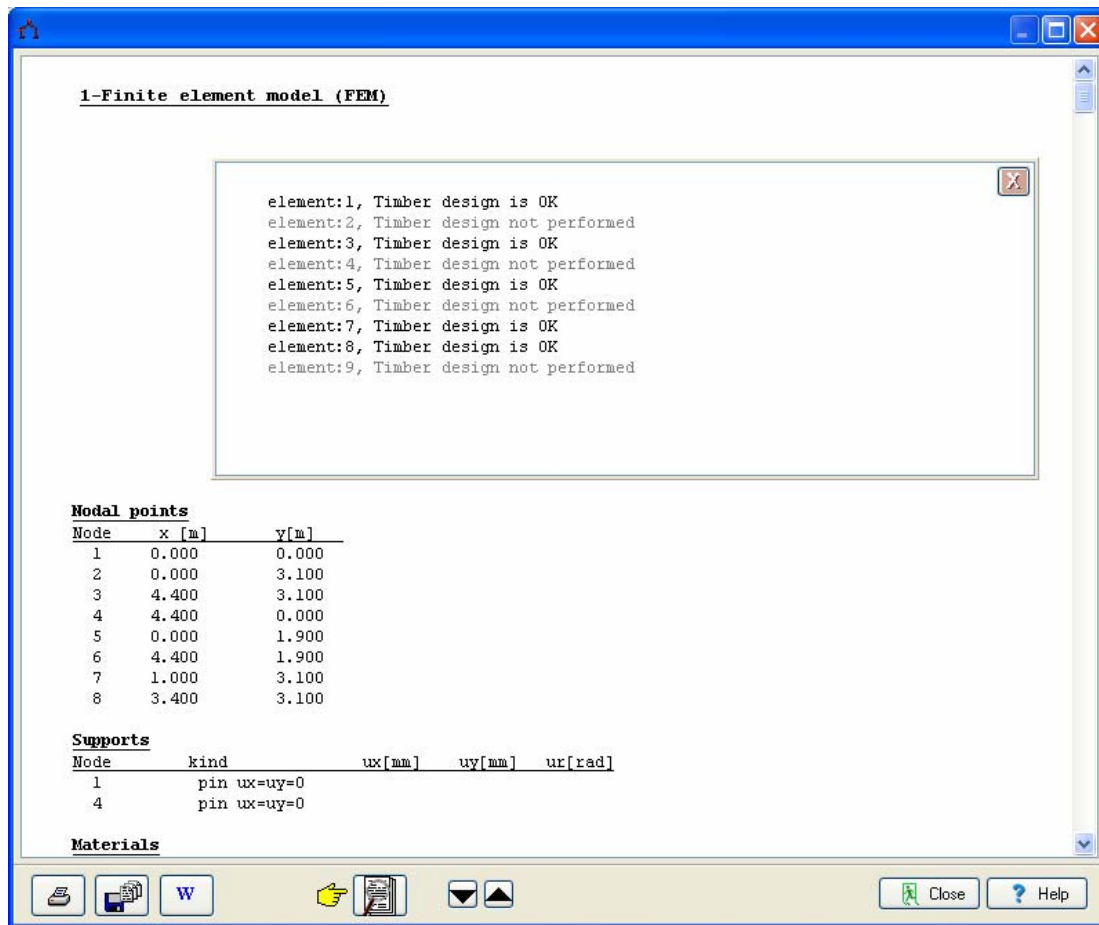 1-Finite element model (FEM)
X
element:1, Timber design is OK
element:2, Timber design not performed
element:3, Timber design is OK
element:4, Timber design not performed
element:5, Timber design is OK
element:6, Timber design not performed
element:7, Timber design is OK
element:8, Timber design is OK
element:9, Timber design not performed
Nodal points
Node x [m] y[m]
1 0.000 0.000
2 0.000 3.100
3 4.400 3.100
4 4.400 0.000
5 0.000 1.900
6 4.400 1.900
7 1.000 3.100
8 3.400 3.100
Supports
Node kind ux[mm] uy[mm] ur[rad]
1 pin ux=uy=0
4 pin ux=uy=0
Materials
W Close ? Help